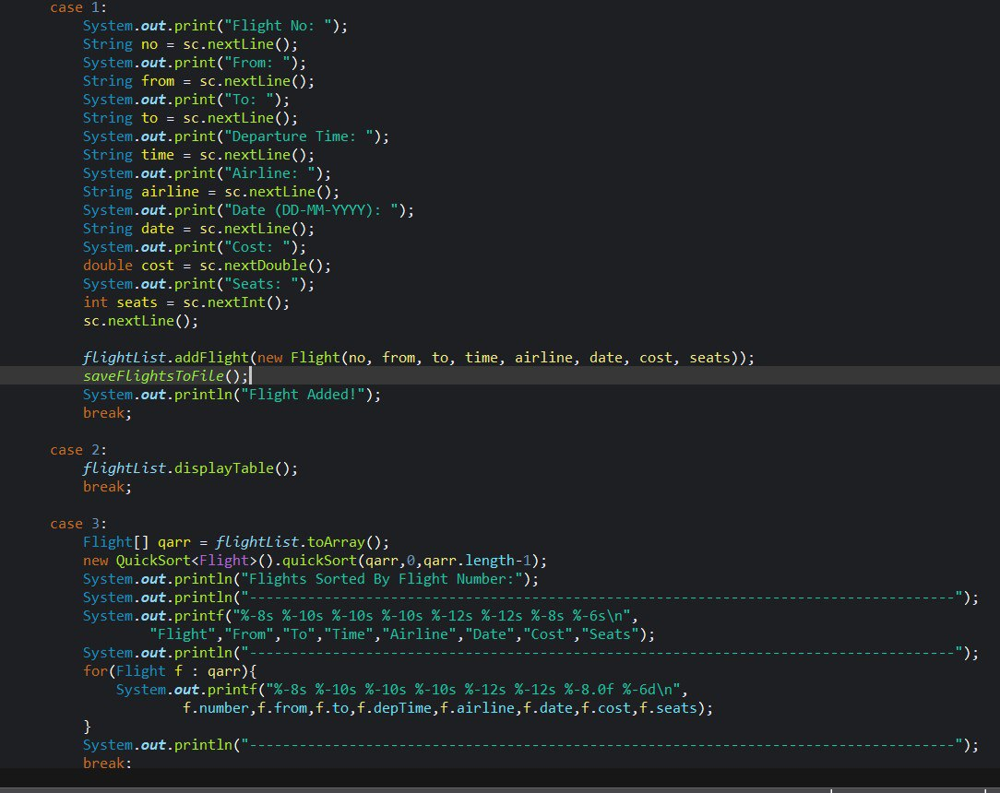 case 1:
System.out.print("Flight No: ");
String no = sc.nextLine();
System.out.print("From: ");
String from = sc.nextLine();
System.out.print("To: ");
String to = sc.nextLine();
System.out.print("Departure Time: ");
String time = sc.nextLine();
System.out.print("Airline: ");
String airline = sc.nextLine();
System.out.print("Date (DD-MM-YYYY): ");
String date = sc.nextLine();
System.out.print("Cost: ");
double cost = sc.nextDouble();
System.out.print("Seats: ");
int seats = sc.nextInt();
sc.nextLine();
flightList.addFlight(new Flight(no, from, to, time, airline, date, cost, seats));
saveFlightsToFile();
System.out.println("Flight Added!");
break;
case 2:
flightList.displayTable();
break;
case 3:
Flight[] qarr = flightList.toArray();
new QuickSort<Flight>().quickSort(qarr,0,qarr.length-1);
System.out.println("Flights Sorted By Flight Number:");
System.out.println("-------------------------------------------------------------------------------------");
System.out.printf("%-8s %-10s %-10s %-10s %-12s %-12s %-8s %-6s\n",
"Flight","From","To","Time","Airline","Date","Cost","Seats");
System.out.println("-------------------------------------------------------------------------------------");
for(Flight f : qarr){
System.out.printf("%-8s %-10s %-10s %-10s %-12s %-12s %-8.0f %-6d\n",
f.number,f.from,f.to,f.depTime,f.airline,f.date,f.cost,f.seats);
}
System.out.println("-------------------------------------------------------------------------------------");
break;